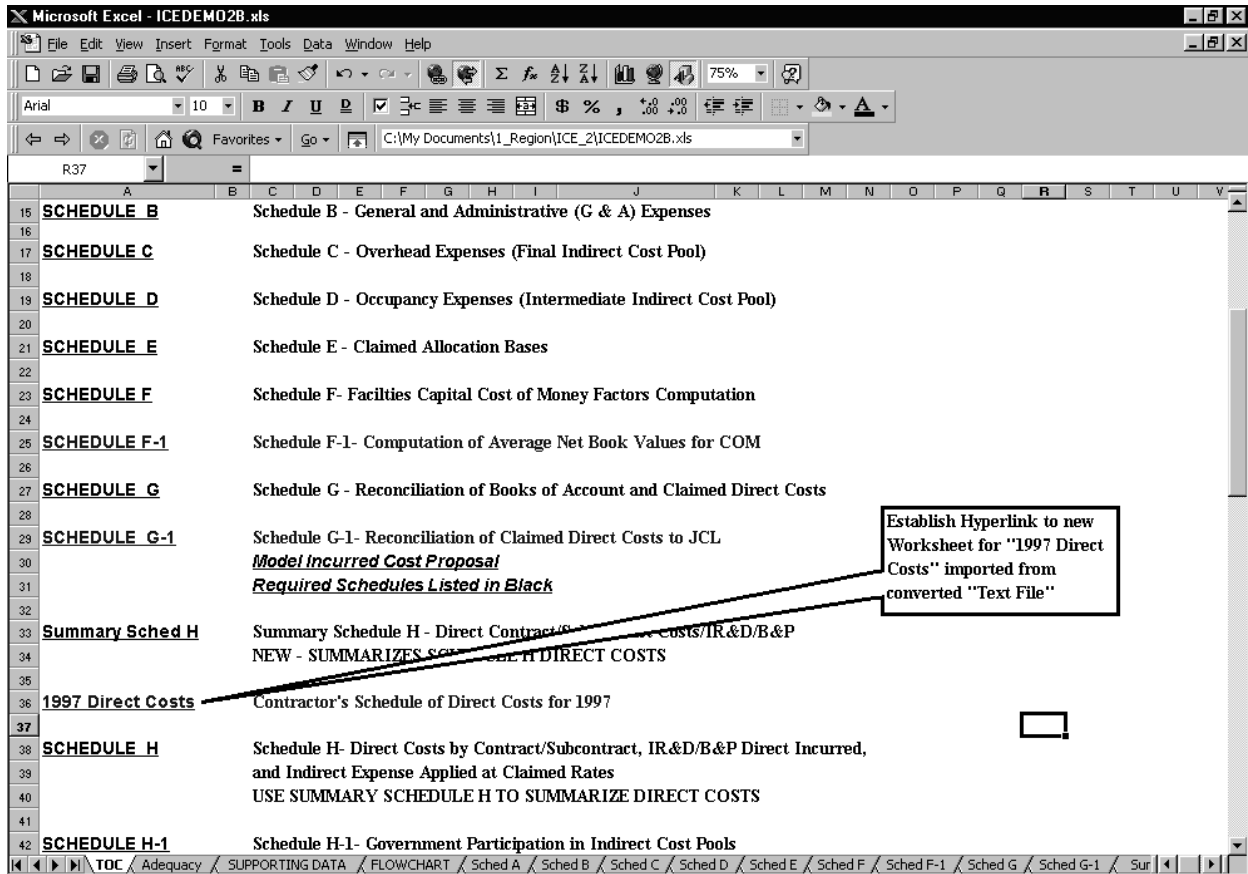 Microsoft Excel - ICEDEMO2B.xls
File Edit View Insert Format Tools Data Window Help
75%
Arial 10 B I U D $ % ,
Favorites Go C:\My Documents\1_Region\ICE_2\ICEDEMO2B.xls
R37 =
A B C D E F G H I J K L M N O P Q R S T U V
15 SCHEDULE B Schedule B - General and Administrative (G & A) Expenses
16
17 SCHEDULE C Schedule C - Overhead Expenses (Final Indirect Cost Pool)
18
19 SCHEDULE D Schedule D - Occupancy Expenses (Intermediate Indirect Cost Pool)
20
21 SCHEDULE E Schedule E - Claimed Allocation Bases
22
23 SCHEDULE F Schedule F- Facilties Capital Cost of Money Factors Computation
24
25 SCHEDULE F-1 Schedule F-1- Computation of Average Net Book Values for COM
26
27 SCHEDULE G Schedule G - Reconciliation of Books of Account and Claimed Direct Costs
28
29 SCHEDULE G-1 Schedule G-1- Reconciliation of Claimed Direct Costs to JCL
30 Model Incurred Cost Proposal
31 Required Schedules Listed in Black
Establish Hyperlink to new
Worksheet for "1997 Direct
Costs" imported from
converted "Text File"
32
33 Summary Sched H Summary Schedule H - Direct Contract/ Costs/IR&D/B&P
34 NEW - SUMMARIZES SCHEDULE H DIRECT COSTS
35
36 1997 Direct Costs Contractor's Schedule of Direct Costs for 1997
37
38 SCHEDULE H Schedule H- Direct Costs by Contract/Subcontract, IR&D/B&P Direct Incurred,
39 and Indirect Expense Applied at Claimed Rates
40 USE SUMMARY SCHEDULE H TO SUMMARIZE DIRECT COSTS
41
42 SCHEDULE H-1 Schedule H-1- Government Participation in Indirect Cost Pools
TOC Adequacy SUPPORTING DATA FLOWCHART Sched A Sched B Sched C Sched D Sched E Sched F Sched F-1 Sched G Sched G-1 Sur